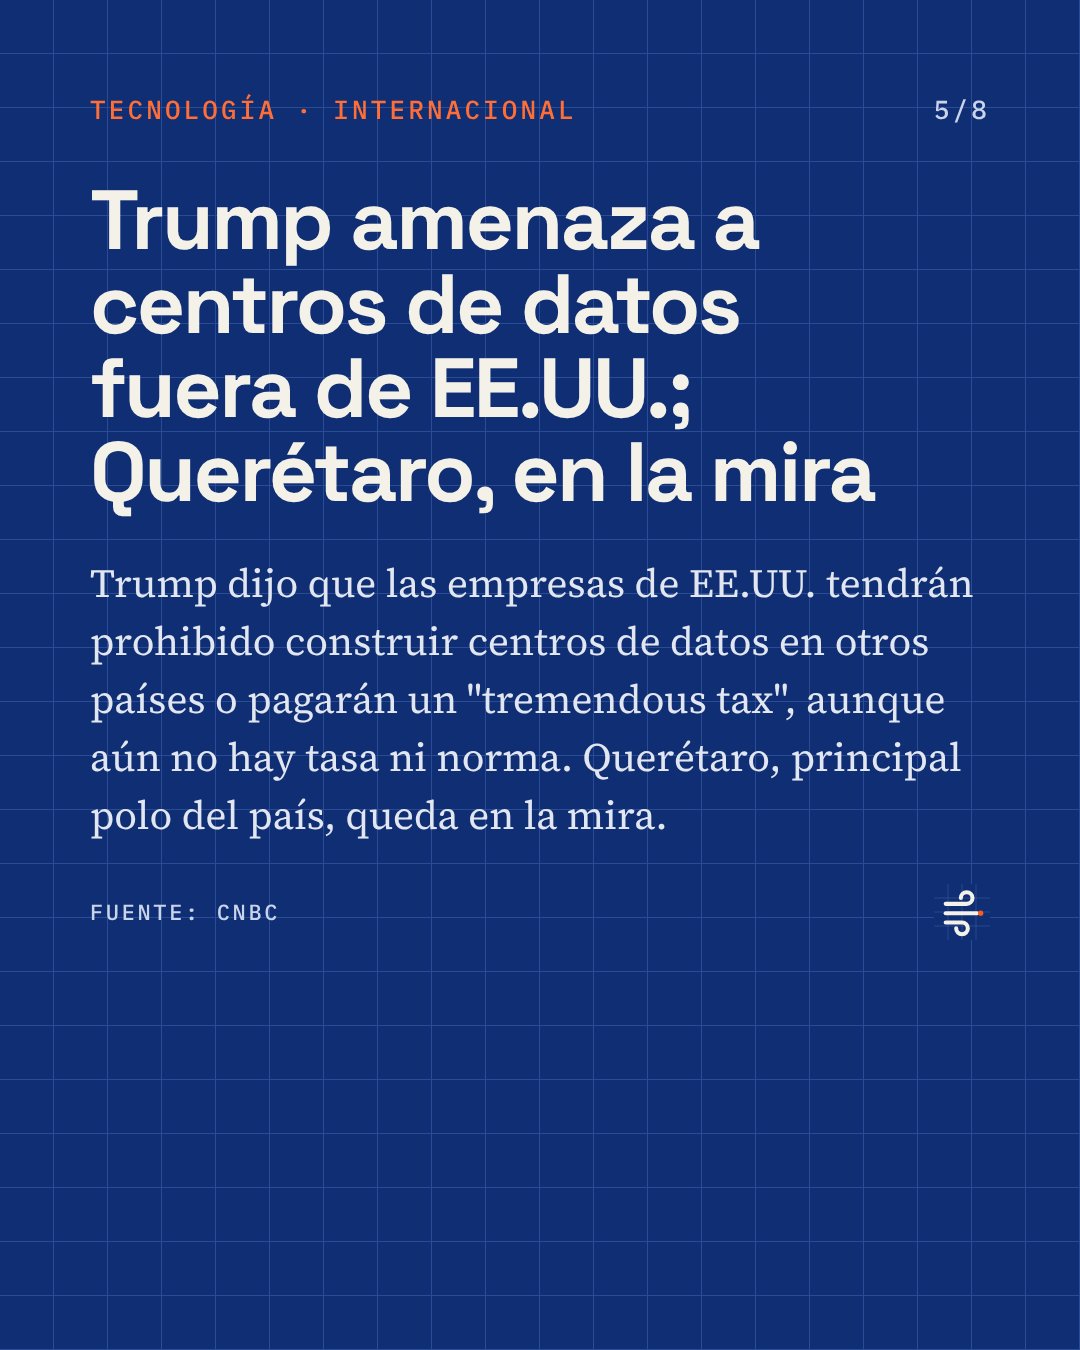 TECNOLOGÍA · INTERNACIONAL
5/8
Trump amenaza a
centros de datos
fuera de EE.UU.;
Querétaro, en la mira
Trump dijo que las empresas de EE.UU. tendrán
prohibido construir centros de datos en otros
países o pagarán un "tremendous tax", aunque
aún no hay tasa ni norma. Querétaro, principal
polo del país, queda en la mira.
FUENTE: CNBC